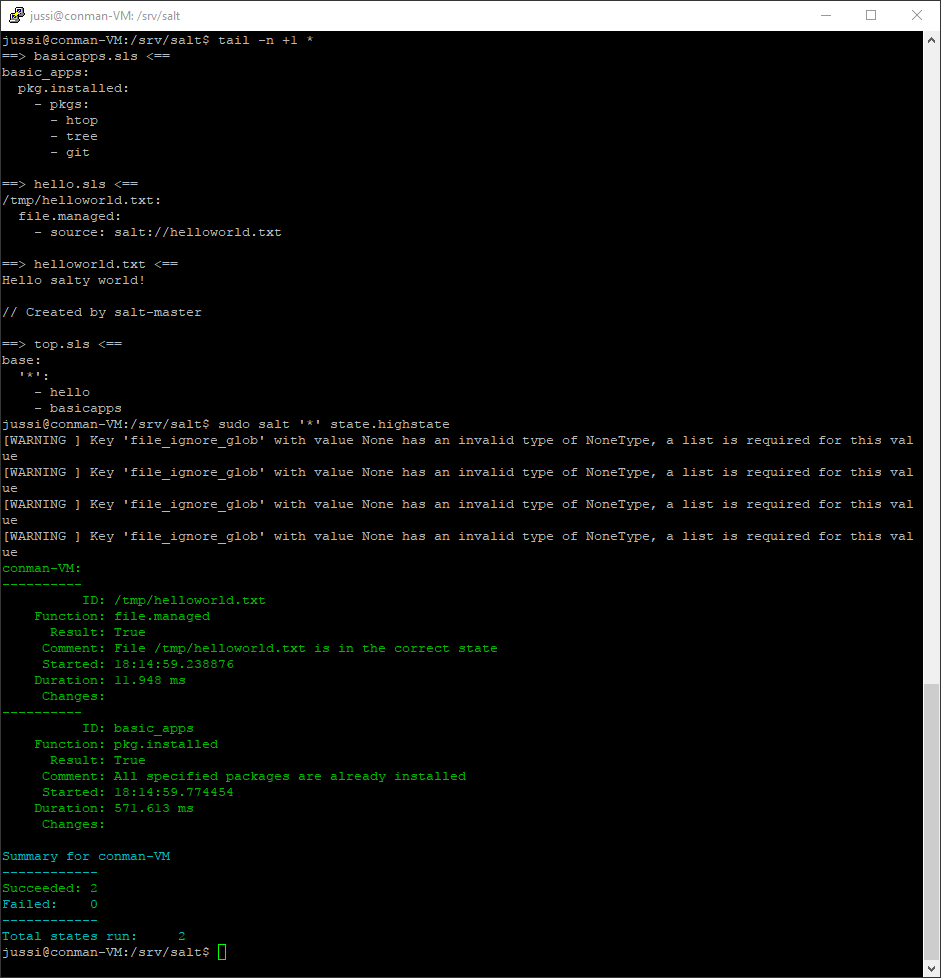 jussi@conman-VM: /srv/salt
jussi@conman-VM:/srv/salt$ tail -n +1 *
==> basicapps.sls <==
basic_apps:
  pkg.installed:
    - pkgs:
      - htop
      - tree
      - git

==> hello.sls <==
/tmp/helloworld.txt:
  file.managed:
    - source: salt://helloworld.txt

==> helloworld.txt <==
Hello salty world!

// Created by salt-master

==> top.sls <==
base:
  '*':
    - hello
    - basicapps
jussi@conman-VM:/srv/salt$ sudo salt '*' state.highstate
[WARNING ] Key 'file_ignore_glob' with value None has an invalid type of NoneType, a list is required for this val
ue
[WARNING ] Key 'file_ignore_glob' with value None has an invalid type of NoneType, a list is required for this val
ue
[WARNING ] Key 'file_ignore_glob' with value None has an invalid type of NoneType, a list is required for this val
ue
[WARNING ] Key 'file_ignore_glob' with value None has an invalid type of NoneType, a list is required for this val
ue
conman-VM:
----------
          ID: /tmp/helloworld.txt
    Function: file.managed
      Result: True
     Comment: File /tmp/helloworld.txt is in the correct state
     Started: 18:14:59.238876
    Duration: 11.948 ms
     Changes:
----------
          ID: basic_apps
    Function: pkg.installed
      Result: True
     Comment: All specified packages are already installed
     Started: 18:14:59.774454
    Duration: 571.613 ms
     Changes:

Summary for conman-VM
------------
Succeeded: 2
Failed:    0
------------
Total states run:     2
jussi@conman-VM:/srv/salt$